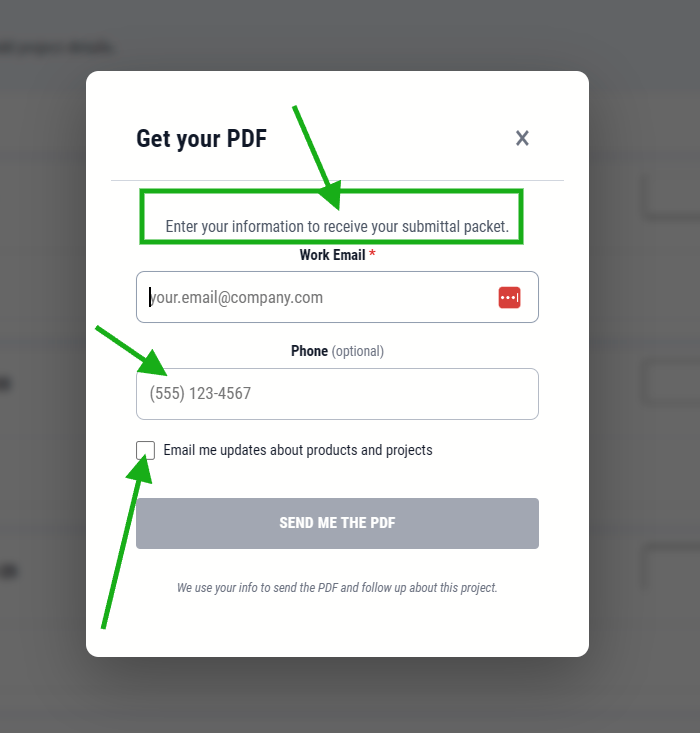 Get your PDF
Enter your information to receive your submittal packet.
Work Email *
your.email@company.com
Phone (optional)
(555) 123-4567
Email me updates about products and projects
SEND ME THE PDF
We use your info to send the PDF and follow up about this project.